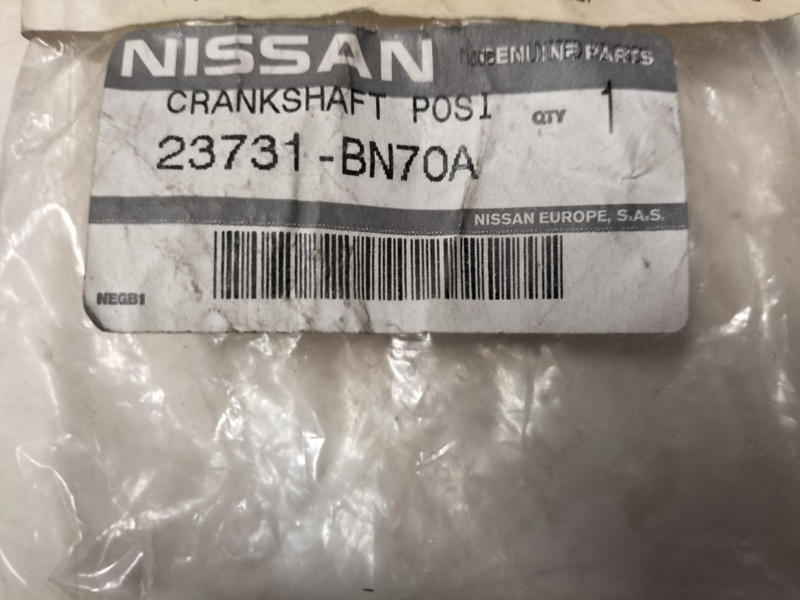 NISSAN GENUINE PARTS
CRANKSHAFT POSI QTY 1
23731-BN70A
NISSAN EUROPE, S.A.S.
NEGB1